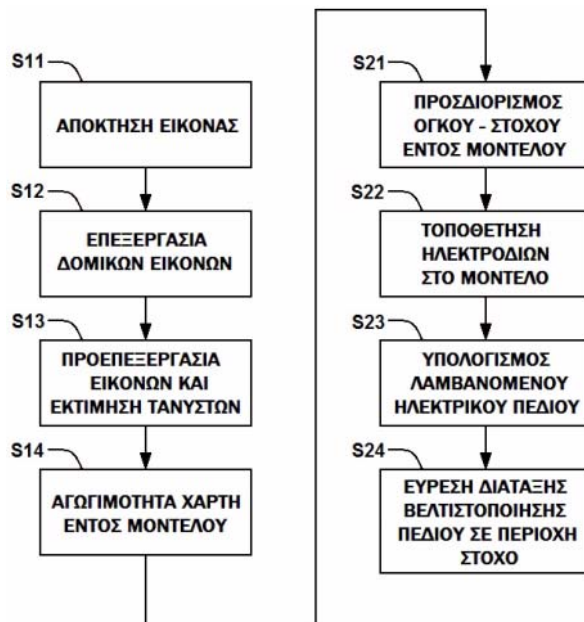 S11
ΑΠΟΚΤΗΣΗ ΕΙΚΟΝΑΣ
S12
ΕΠΕΞΕΡΓΑΣΙΑ
ΔΟΜΙΚΩΝ ΕΙΚΟΝΩΝ
S13
ΠΡΟΕΠΕΞΕΡΓΑΣΙΑ
ΕΙΚΟΝΩΝ ΚΑΙ
ΕΚΤΙΜΗΣΗ ΤΑΝΥΣΤΩΝ
S14
ΑΓΩΓΙΜΟΤΗΤΑ ΧΑΡΤΗ
ΕΝΤΟΣ ΜΟΝΤΕΛΟΥ
S21
ΠΡΟΣΔΙΟΡΙΣΜΟΣ
ΟΓΚΟΥ - ΣΤΟΧΟΥ
ΕΝΤΟΣ ΜΟΝΤΕΛΟΥ
S22
ΤΟΠΟΘΕΤΗΣΗ
ΗΛΕΚΤΡΟΔΙΩΝ
ΣΤΟ ΜΟΝΤΕΛΟ
S23
ΥΠΟΛΟΓΙΣΜΟΣ
ΛΑΜΒΑΝΟΜΕΝΟΥ
ΗΛΕΚΤΡΙΚΟΥ ΠΕΔΙΟΥ
S24
ΕΥΡΕΣΗ ΔΙΑΤΑΞΗΣ
ΒΕΛΤΙΣΤΟΠΟΙΗΣΗΣ
ΠΕΔΙΟΥ ΣΕ ΠΕΡΙΟΧΗ
ΣΤΟΧΟ